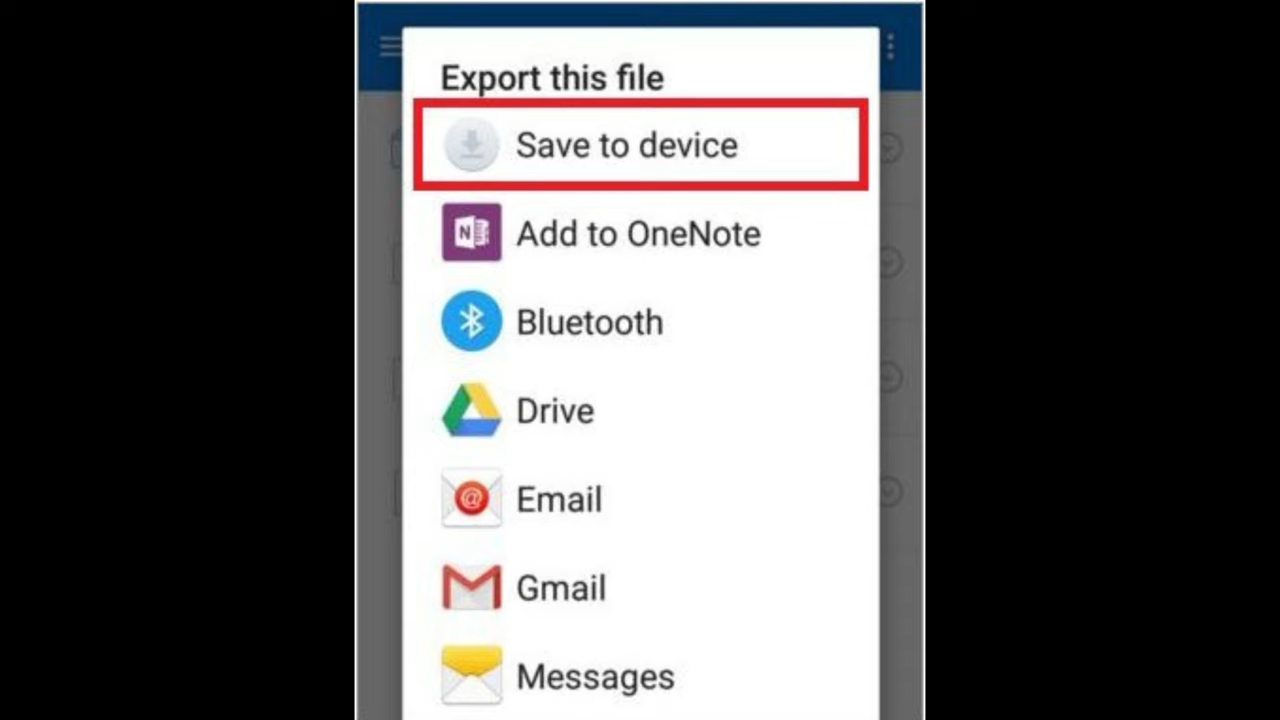 Export this file
Save to device
N
Add to OneNote
Bluetooth
Drive
@
Email
Gmail
Messages